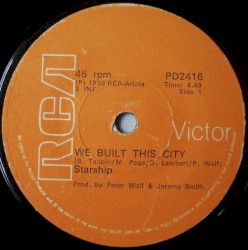 RCA
Victor
45 rpm
PD2416
(P) 1985 RCA-Ariola
Time: 4.49
INT.
Side 1
WE BUILT THIS CITY
(B. Taupin/M. Page/D. Lambert/P. Wolf)
Starship
Prod. by Peter Wolf & Jeremy Smith